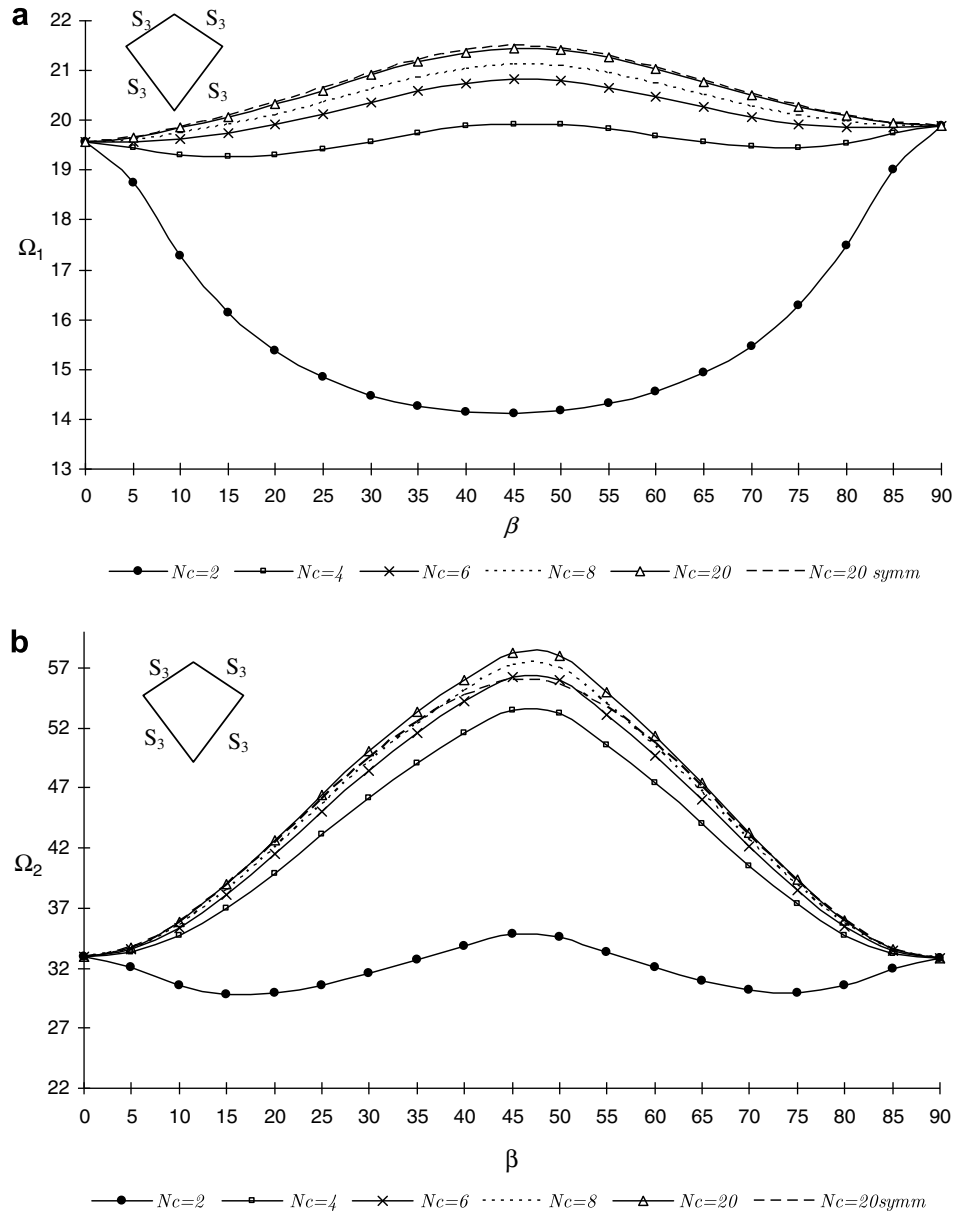 a
S3 S3
S3 S3
22
21
20
19
18
17
16
15
14
13
Ω1
0 5 10 15 20 25 30 35 40 45 50 55 60 65 70 75 80 85 90
β
Nc=2 Nc=4 Nc=6 Nc=8 Nc=20 Nc=20 symm
b
S3 S3
S3 S3
57
52
47
42
37
32
27
22
Ω2
0 5 10 15 20 25 30 35 40 45 50 55 60 65 70 75 80 85 90
β
Nc=2 Nc=4 Nc=6 Nc=8 Nc=20 Nc=20symm